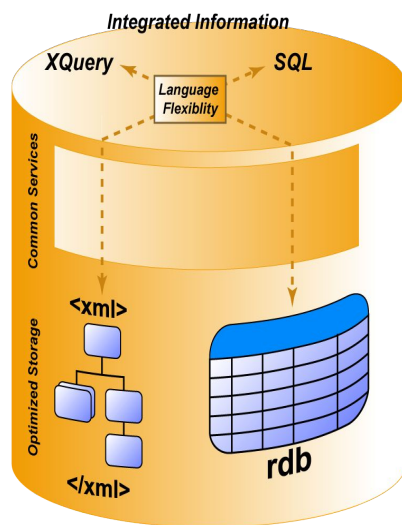 Integrated Information
XQuery
SQL
Language
Flexiblity
Common Services
Optimized Storage
<xml>
</xml>
rdb